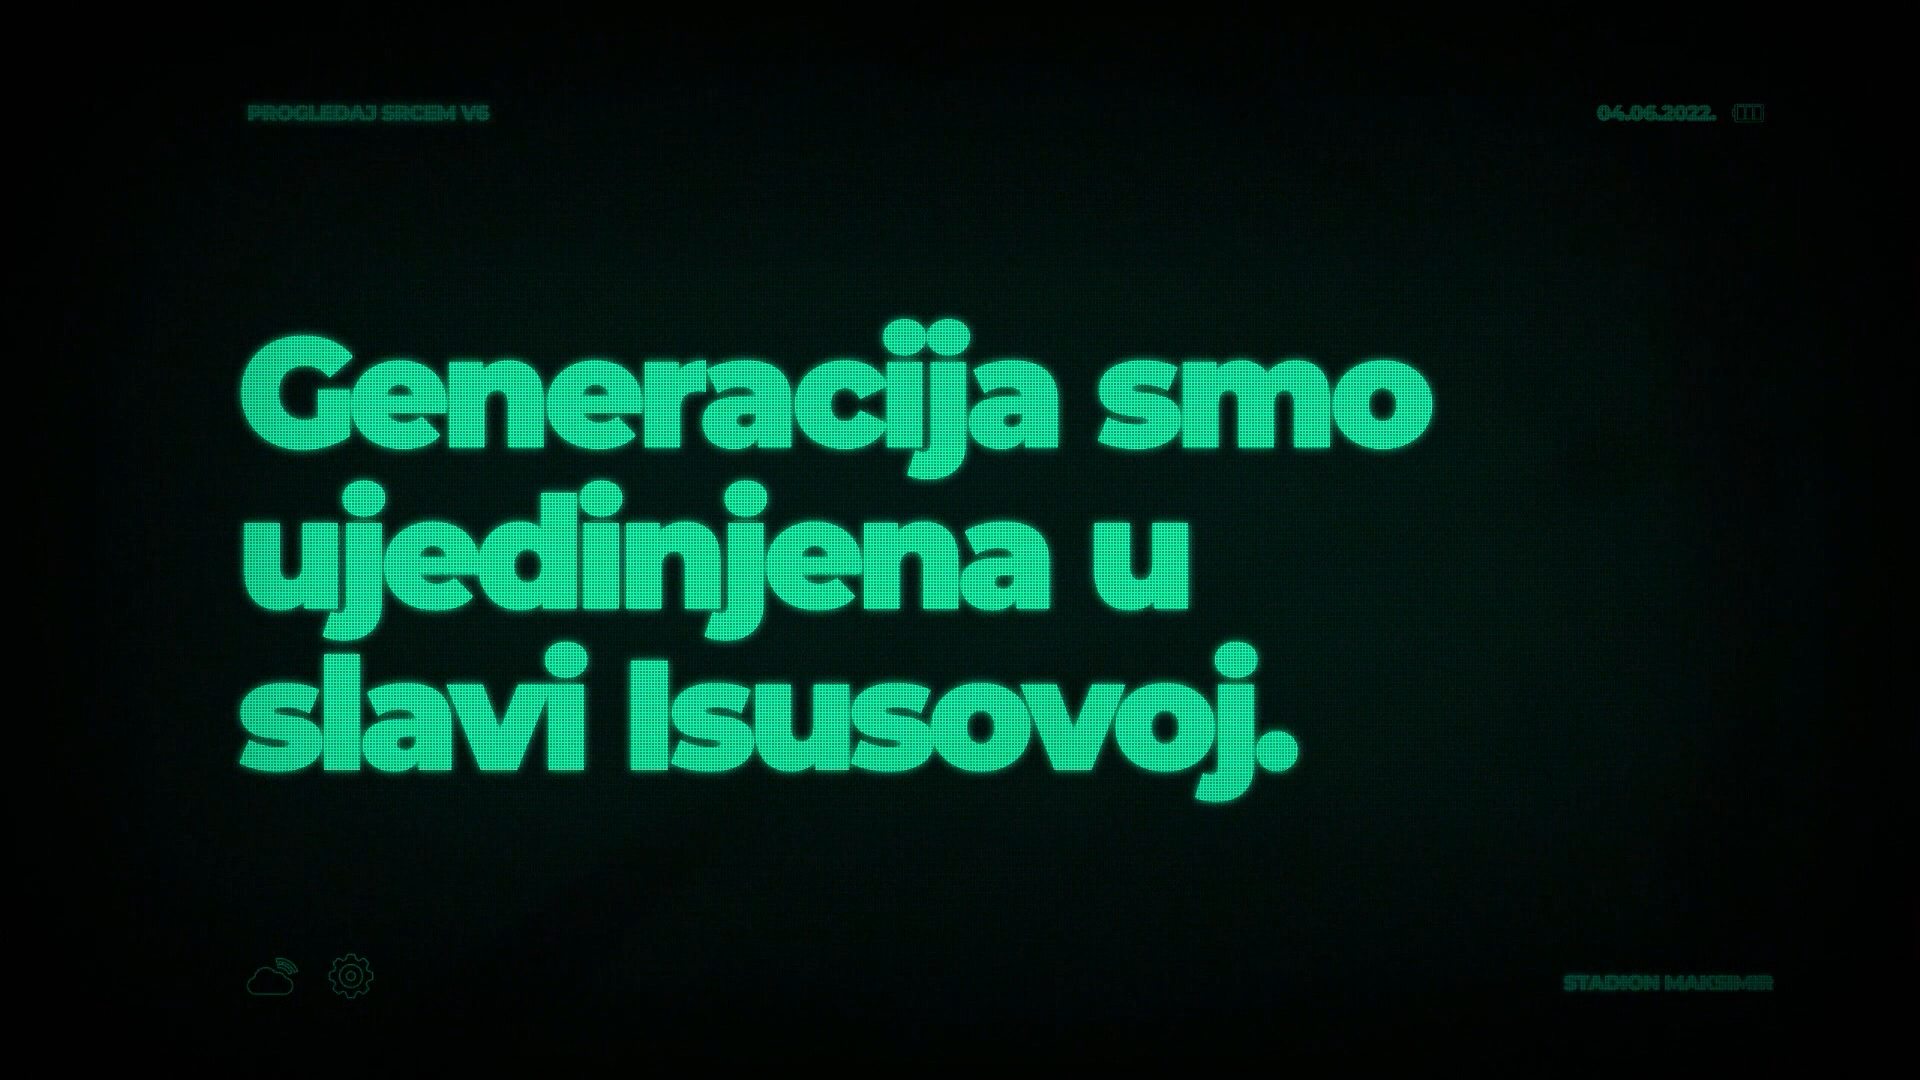 PROGLEDAJ SRCEM V6
04.06.2022.
Generacija smo
ujedinjena u
slavi Isusovoj.
STADION MAKSIMIR